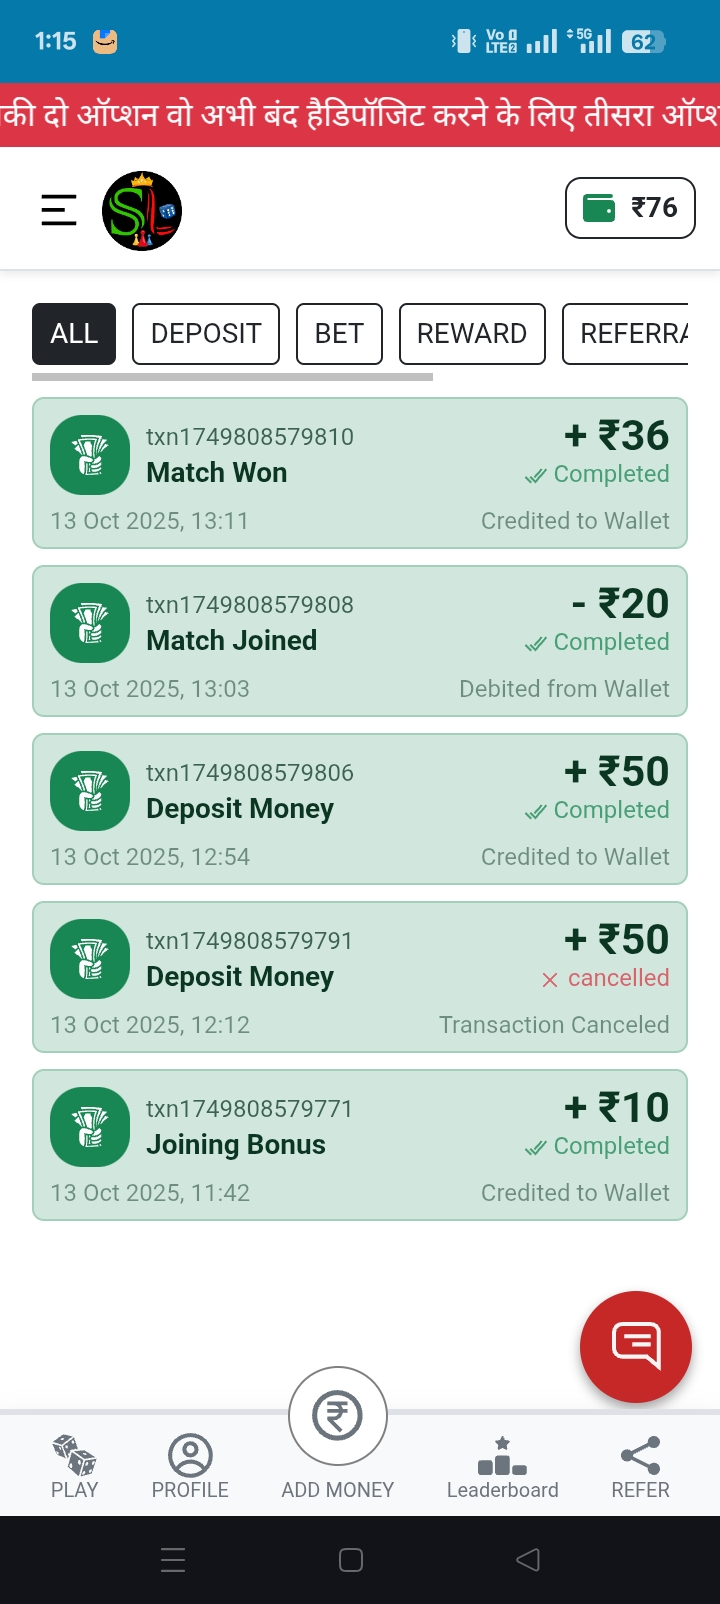 1:15
Vo LTE2
5G
62
की दो ऑप्शन वो अभी बंद हैडिपॉजिट करने के लिए तीसरा
SL
₹76
ALL DEPOSIT BET REWARD REFERRA
txn1749808579810
+ ₹36
Match Won
Completed
13 Oct 2025, 13:11
Credited to Wallet
txn1749808579808
- ₹20
Match Joined
Completed
13 Oct 2025, 13:03
Debited from Wallet
txn1749808579806
+ ₹50
Deposit Money
Completed
13 Oct 2025, 12:54
Credited to Wallet
txn1749808579791
+ ₹50
Deposit Money
cancelled
13 Oct 2025, 12:12
Transaction Canceled
txn1749808579771
+ ₹10
Joining Bonus
Completed
13 Oct 2025, 11:42
Credited to Wallet
₹
PLAY PROFILE ADD MONEY Leaderboard REFER